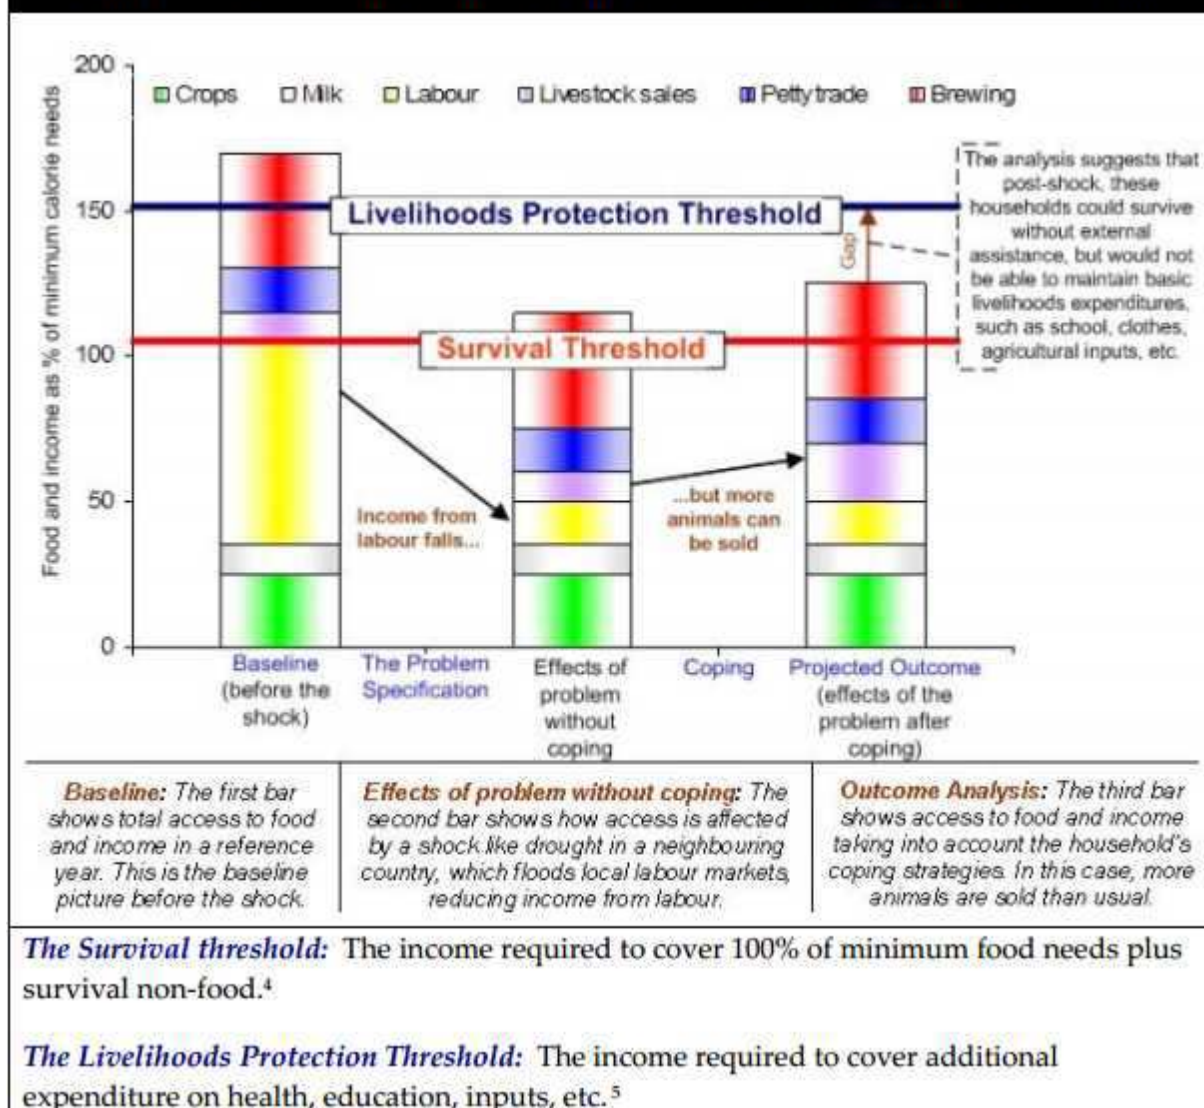 200
Crops Milk Labour Livestock sales Petty trade Brewing
Food and income as % of minimum calorie needs
150
100
50
0
Livelihoods Protection Threshold
Survival Threshold
Gap
The analysis suggests that
post-shock, these
households could survive
without external
assistance, but would not
be able to maintain basic
livelihoods expenditures,
such as school, clothes,
agricultural inputs, etc.
Income from
labour falls...
...but more
animals can
be sold
Baseline
(before the
shock)
The Problem
Specification
Effects of
problem
without
coping
Coping
Projected Outcome
(effects of the
problem after
coping)
Baseline: The first bar
shows total access to food
and income in a reference
year. This is the baseline
picture before the shock.
Effects of problem without coping: The
second bar shows how access is affected
by a shock like drought in a neighbouring
country, which floods local labour markets,
reducing income from labour.
Outcome Analysis: The third bar
shows access to food and income
taking into account the household's
coping strategies. In this case, more
animals are sold than usual.
The Survival threshold: The income required to cover 100% of minimum food needs plus
survival non-food.⁴
The Livelihoods Protection Threshold: The income required to cover additional
expenditure on health, education, inputs, etc.⁵